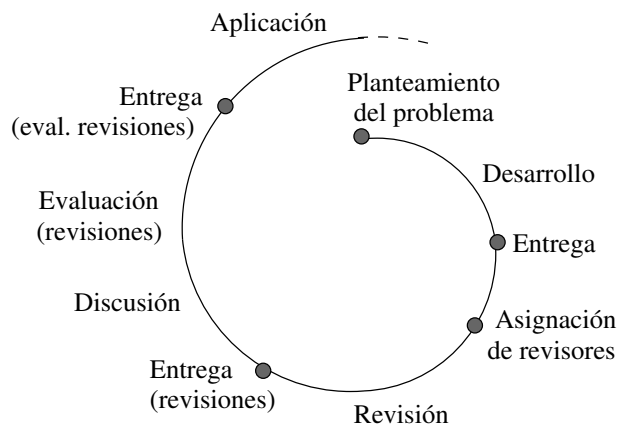 Aplicación
Planteamiento
del problema
Entrega
(eval. revisiones)
Desarrollo
Evaluación
(revisiones)
Entrega
Discusión
Asignación
de revisores
Entrega
(revisiones)
Revisión